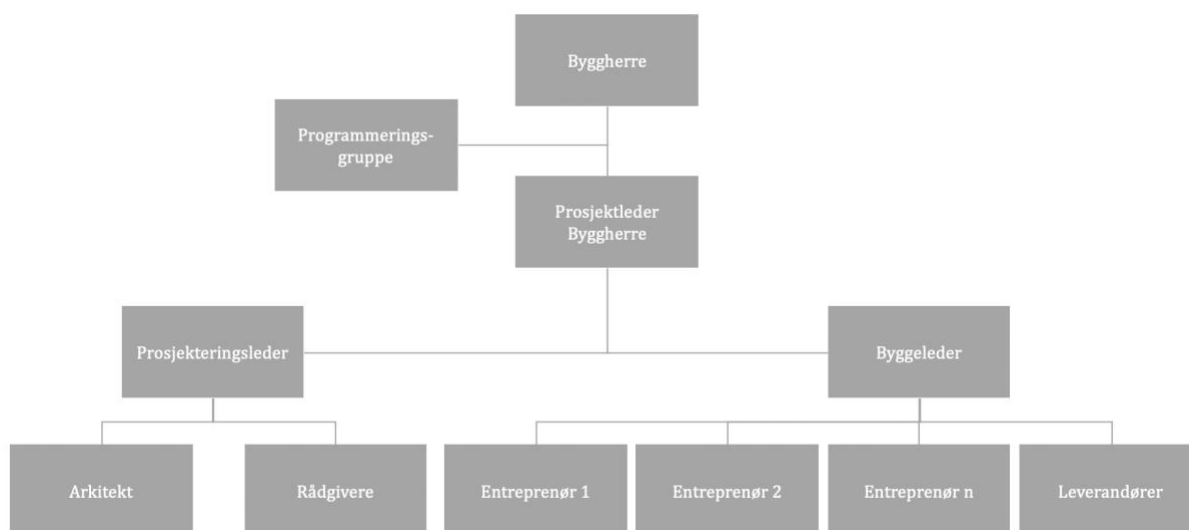 Byggherre
Programmerings-
gruppe
Prosjektleder
Byggherre
Prosjekteringsleder
Byggeleder
Arkitekt
Rådgivere
Entreprenør 1
Entreprenør 2
Entreprenør n
Leverandører